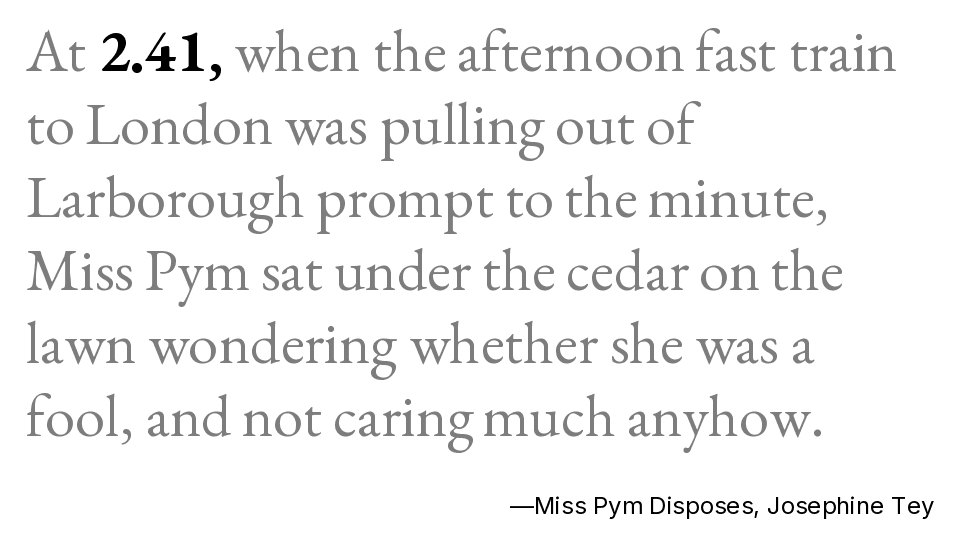 At 2.41, when the afternoon fast train
to London was pulling out of
Larborough prompt to the minute,
Miss Pym sat under the cedar on the
lawn wondering whether she was a
fool, and not caring much anyhow.
—Miss Pym Disposes, Josephine Tey